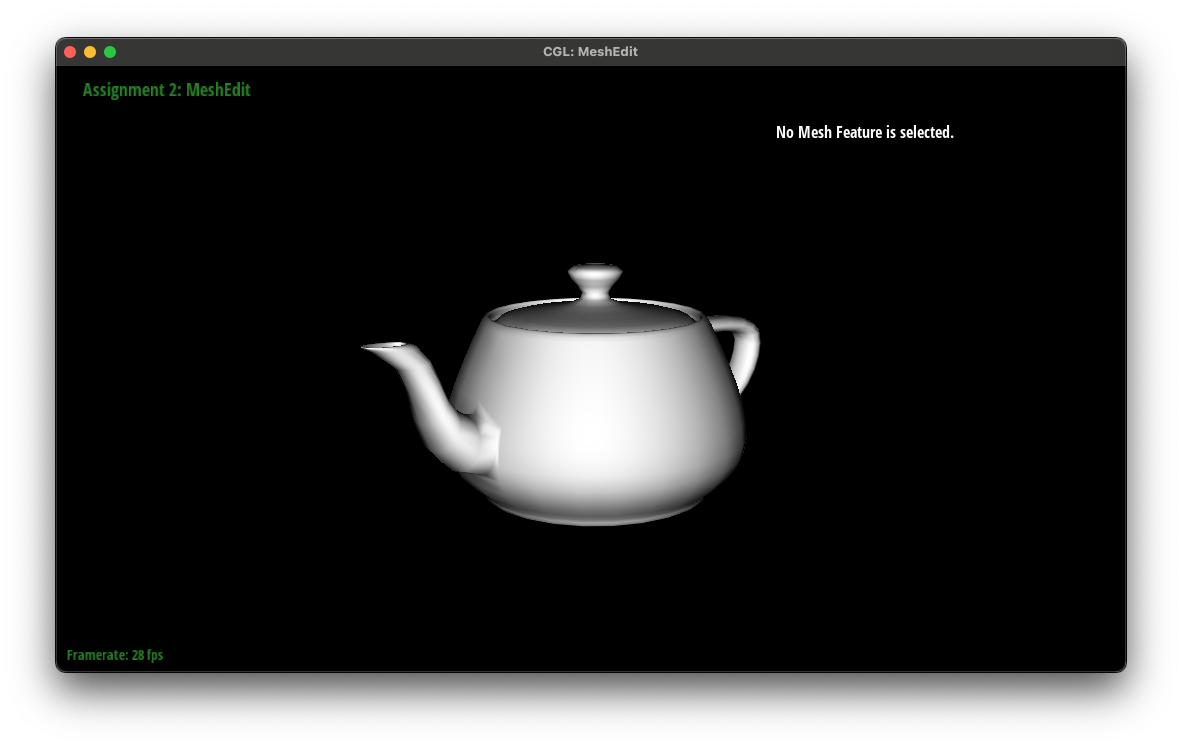 CGL: MeshEdit
Assignment 2: MeshEdit
No Mesh Feature is selected.
Framerate: 28 fps